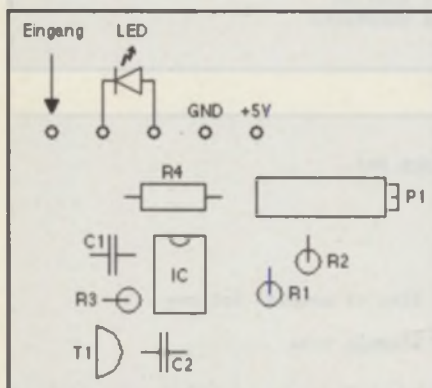 Eingang LED
GND +5V
R4
P1
C1
IC
R2
R3
R1
T1
C2